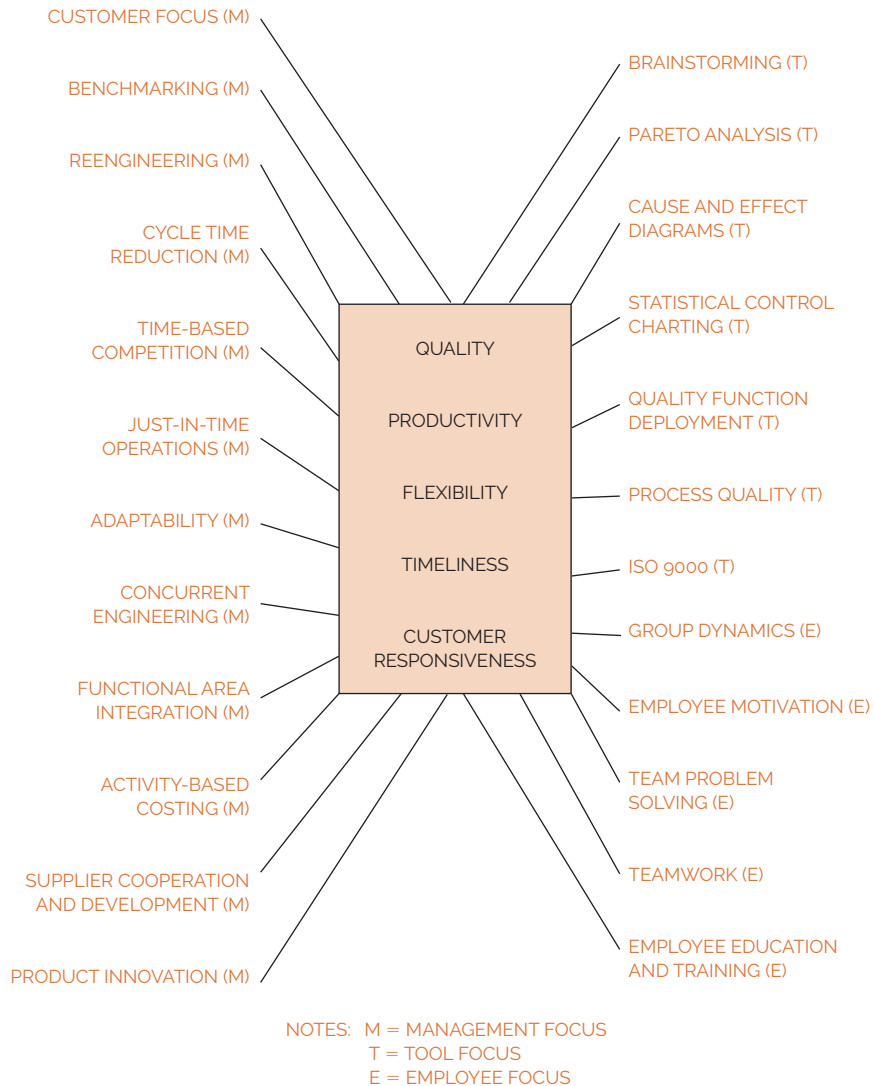 CUSTOMER FOCUS (M)
BENCHMARKING (M)
REENGINEERING (M)
CYCLE TIME
REDUCTION (M)
TIME-BASED
COMPETITION (M)
JUST-IN-TIME
OPERATIONS (M)
ADAPTABILITY (M)
CONCURRENT
ENGINEERING (M)
FUNCTIONAL AREA
INTEGRATION (M)
ACTIVITY-BASED
COSTING (M)
SUPPLIER COOPERATION
AND DEVELOPMENT (M)
PRODUCT INNOVATION (M)
QUALITY
PRODUCTIVITY
FLEXIBILITY
TIMELINESS
CUSTOMER
RESPONSIVENESS
BRAINSTORMING (T)
PARETO ANALYSIS (T)
CAUSE AND EFFECT
DIAGRAMS (T)
STATISTICAL CONTROL
CHARTING (T)
QUALITY FUNCTION
DEPLOYMENT (T)
PROCESS QUALITY (T)
ISO 9000 (T)
GROUP DYNAMICS (E)
EMPLOYEE MOTIVATION (E)
TEAM PROBLEM
SOLVING (E)
TEAMWORK (E)
EMPLOYEE EDUCATION
AND TRAINING (E)
NOTES: M = MANAGEMENT FOCUS
T = TOOL FOCUS
E = EMPLOYEE FOCUS